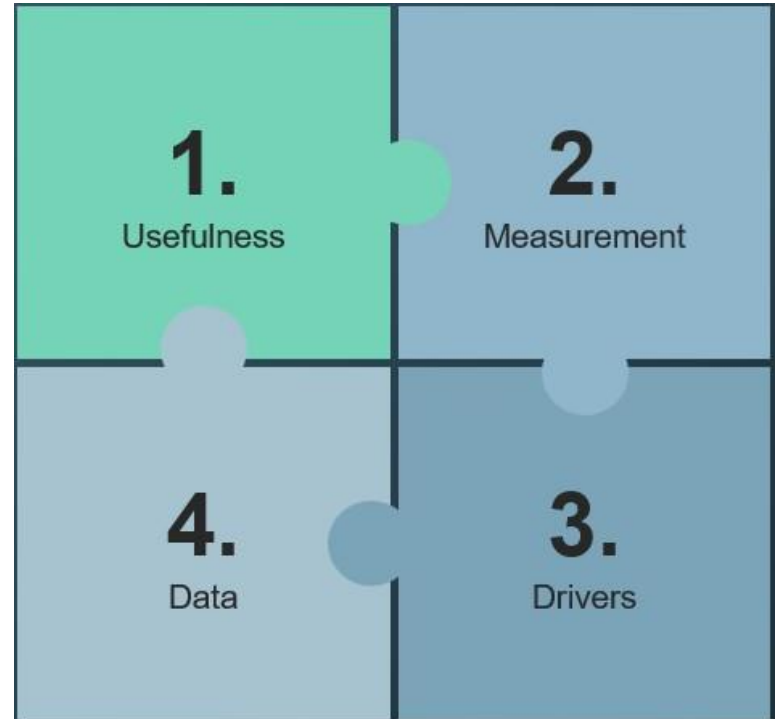 1.
Usefulness
2.
Measurement
4.
Data
3.
Drivers